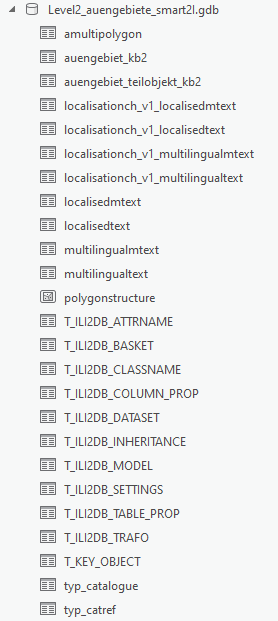 Level2_auengebiete_smart2I.gdb
amultipolygon
auengebiet_kb2
auengebiet_teilobjekt_kb2
localisationch_v1_localisedmtext
localisationch_v1_localisedtext
localisationch_v1_multilingualmtext
localisationch_v1_multilingualtext
localisedmtext
localisedtext
multilingualmtext
multilingualtext
polygonstructure
T_ILI2DB_ATTRNAME
T_ILI2DB_BASKET
T_ILI2DB_CLASSNAME
T_ILI2DB_COLUMN_PROP
T_ILI2DB_DATASET
T_ILI2DB_INHERITANCE
T_ILI2DB_MODEL
T_ILI2DB_SETTINGS
T_ILI2DB_TABLE_PROP
T_ILI2DB_TRAFO
T_KEY_OBJECT
typ_catalogue
typ_catref